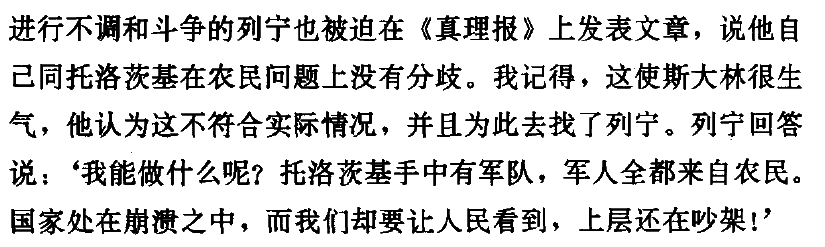 进行不调和斗争的列宁也被迫在《真理报》上发表文章，说他自
己同托洛茨基在农民问题上没有分歧。我记得，这使斯大林很生
气，他认为这不符合实际情况，并且为此去找了列宁。列宁回答
说：‘我能做什么呢？托洛茨基手中有军队，军人全都来自农民。
国家处在崩溃之中，而我们却要让人民看到，上层还在吵架！’